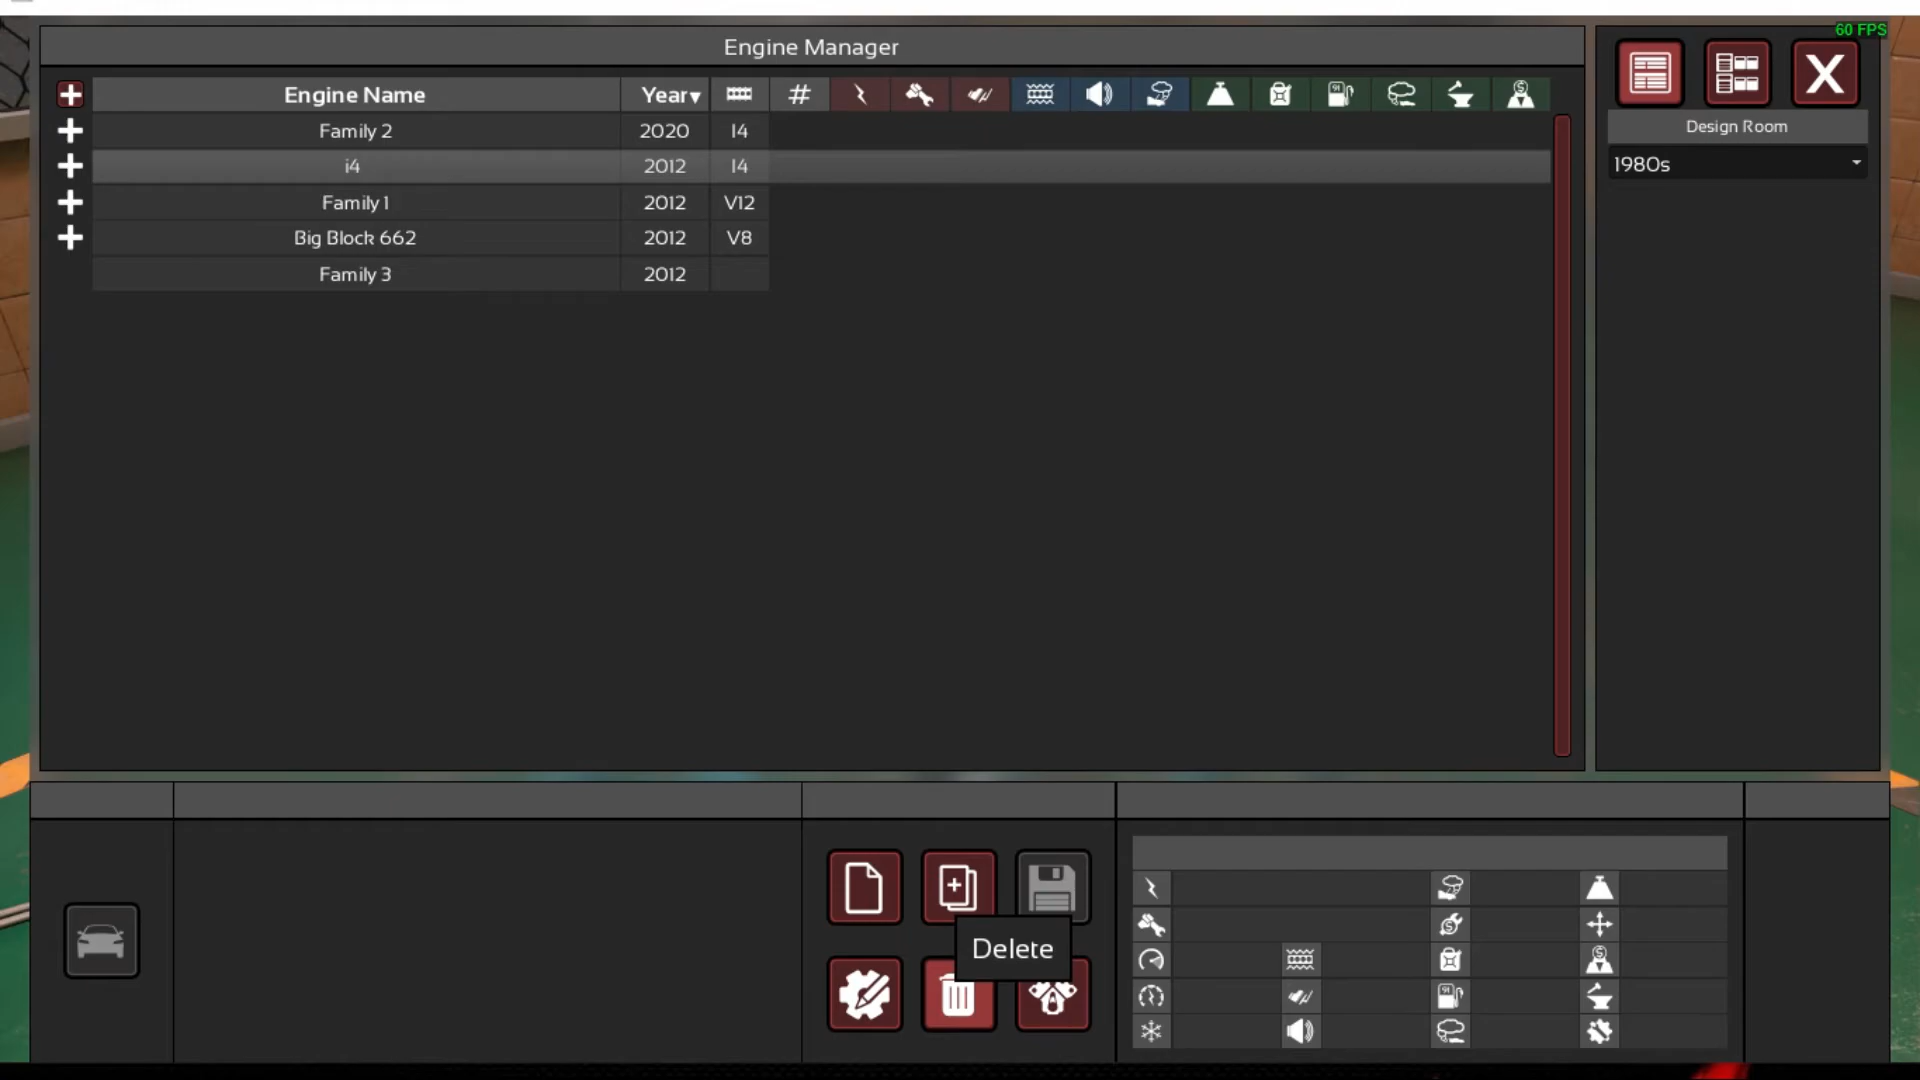 60 FPS
Engine Manager
Engine Name Year▼ #
Design Room
Family 2 2020 I4
1980s
i4 2012 I4
Family 1 2012 V12
Big Block 662 2012 V8
Family 3 2012
X
Delete